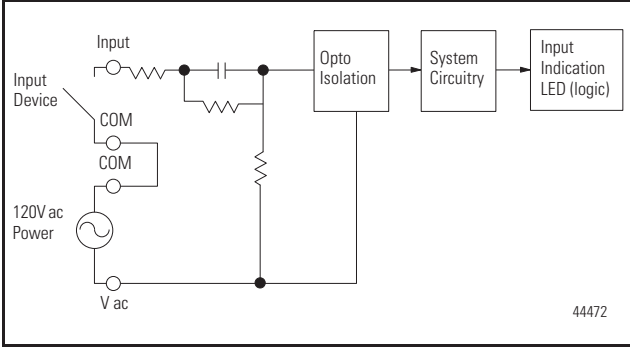 Input
Input
Device
COM
COM
120V ac
Power
V ac
Opto
Isolation
System
Circuitry
Input
Indication
LED (logic)
44472